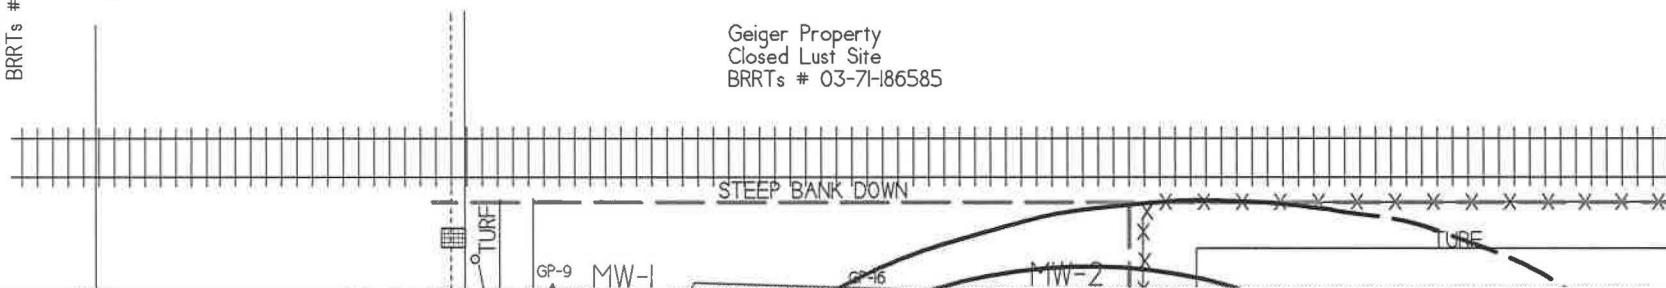 BRRTs #
Geiger Property
Closed Lust Site
BRRTs # 03-71-186585
STEEP BANK DOWN
TURF
TURF
GP-9
MW-1
GP-16
MW-2